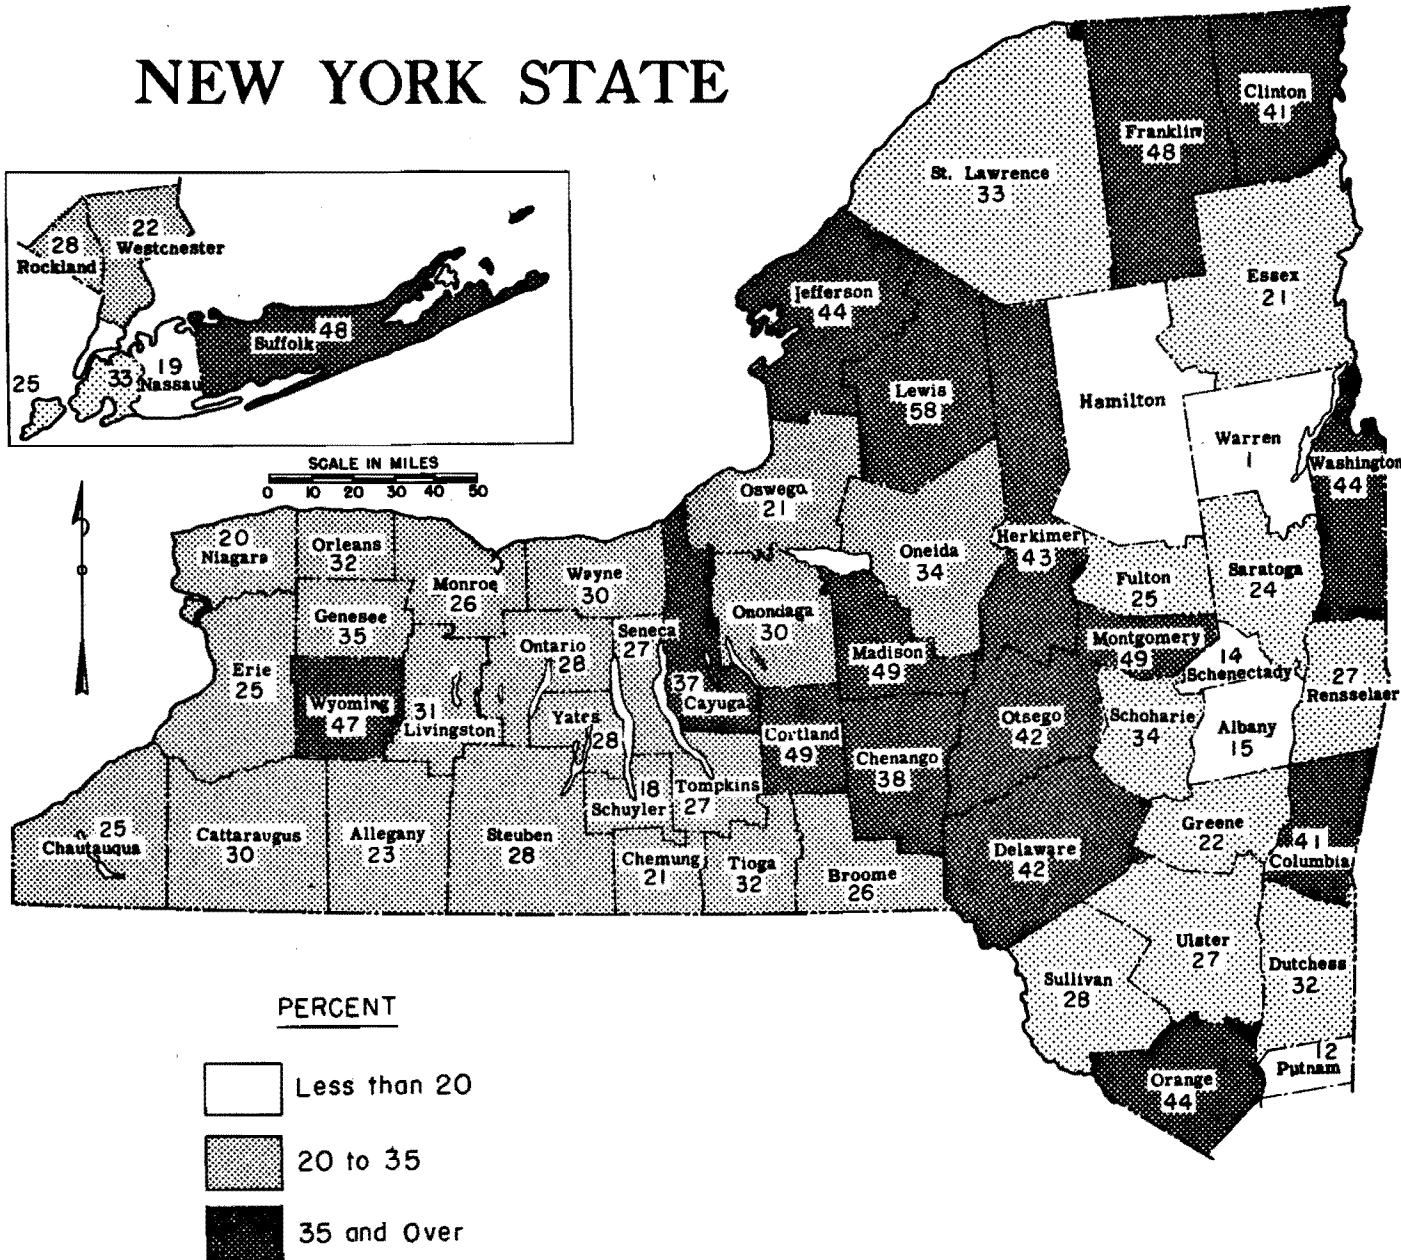 NEW YORK STATE
Clinton
41
Franklin
48
St. Lawrence
33
22
Westchester
28
Rockland
Essex
21
Jefferson
44
48
Suffolk
19
Nassau
33
25
Lewis
58
Hamilton
Warren
1
Washington
44
SCALE IN MILES
0 10 20 30 40 50
Oswego
21
20
Niagara
Orleans
32
Herkimer
43
Oneida
34
Monroe
26
Wayne
30
Fulton
25
Saratoga
24
Genesee
35
Onondaga
30
Seneca
27
Ontario
28
Madison
49
Montgomery
49
14
Schenectady
27
Rensselaer
Erie
25
Wyoming
47
31
Livingston
37
Cayuga
Yates
28
Cortland
49
Otsego
42
Schoharie
34
Albany
15
Chenango
38
18
Schuyler
Tompkins
27
25
Chautauqua
Cattaraugus
30
Allegany
23
Steuben
28
Chemung
21
Tioga
32
Broome
26
Delaware
42
Greene
22
41
Columbia
Ulster
27
Dutchess
32
Sullivan
28
12
Putnam
Orange
44
PERCENT
Less than 20
20 to 35
35 and Over